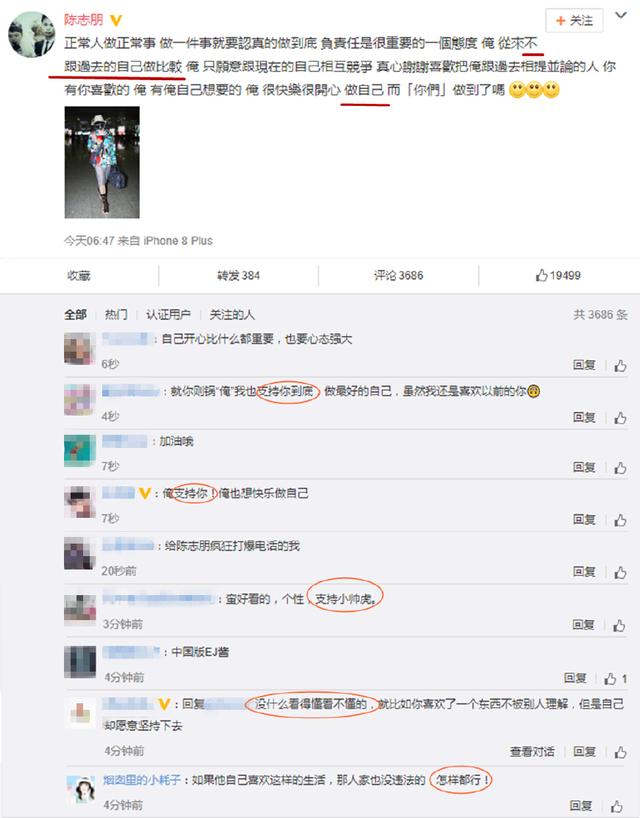 陈志朋
+ 关注
正常人做正常事 做一件事就要認真的做到底 負責任是很重要的一個態度 俺 從來不
跟過去的自己做比較 俺 只願意跟現在的自己相互競爭 真心謝謝喜歡把俺跟過去相提並論的人 你
有你喜歡的 俺 有俺自己想要的 俺 很快樂很開心 做自己 而「你們」做到了嗎
今天06:47 来自 iPhone 8 Plus
收藏 转发 384 评论 3686 19499
全部 热门 认证用户 关注的人 共 3686 条
：自己开心比什么都重要，也要心态强大
6秒 回复
：就你则锅“俺”我也支持你到底，做最好的自己，虽然我还是喜欢以前的你
4秒 回复
：加油哦
7秒 回复
：俺支持你！俺也想快乐做自己
7秒 回复
：给陈志朋疯狂打爆电话的我
20秒前 回复
：蛮好看的，个性，支持小帅虎。
3分钟前 回复
：中国版EJ酱
4分钟前 回复 1
：回复 没什么看得懂看不懂的，就比如你喜欢了一个东西不被别人理解，但是自己
却愿意坚持下去
4分钟前 查看对话 回复
烟囱里的小耗子：如果他自己喜欢这样的生活，那人家也没违法的 怎样都行！
4分钟前 回复